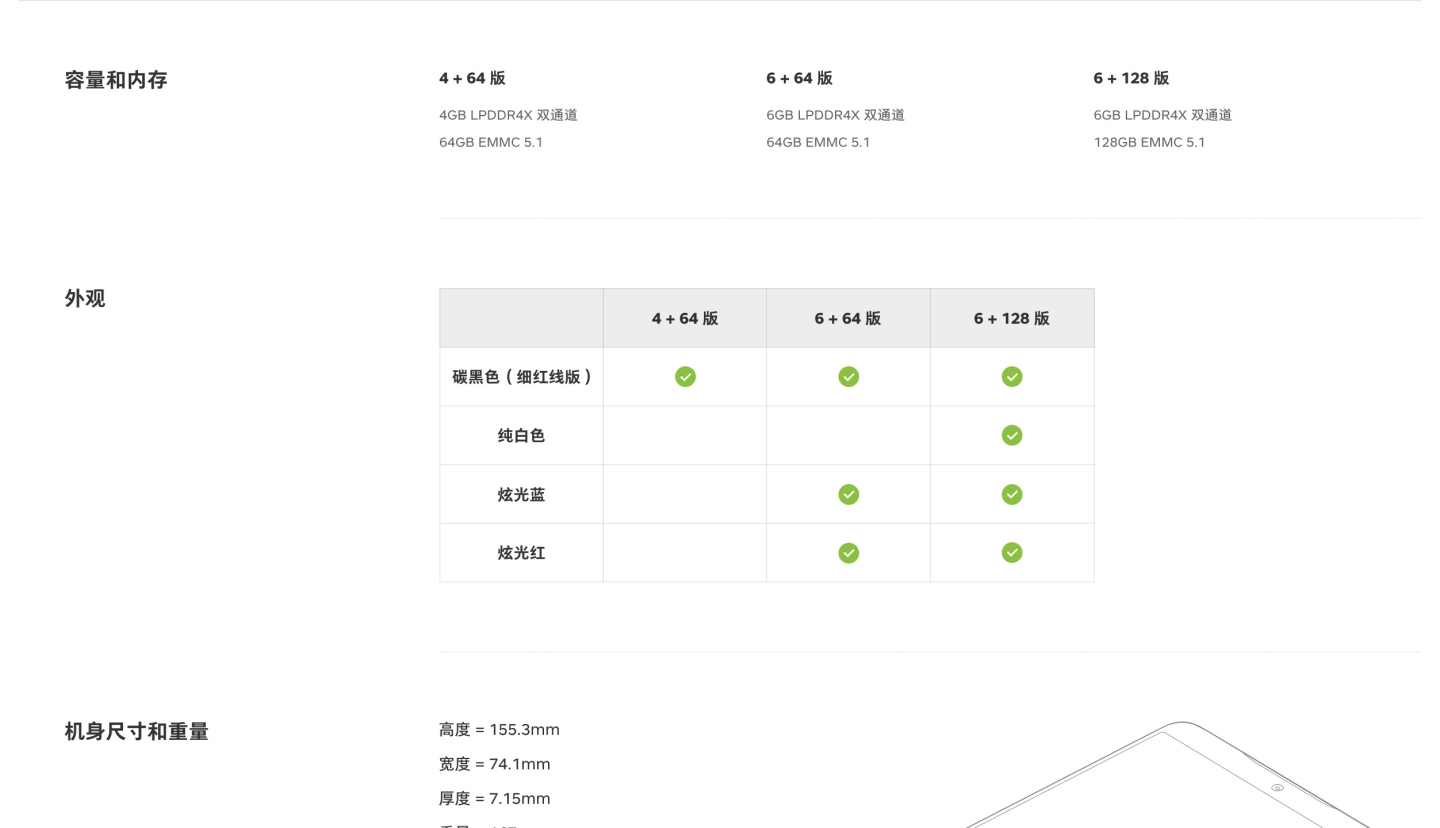 容量和内存
4 + 64 版
6 + 64 版
6 + 128 版
4GB LPDDR4X 双通道
6GB LPDDR4X 双通道
6GB LPDDR4X 双通道
64GB EMMC 5.1
64GB EMMC 5.1
128GB EMMC 5.1
外观
4 + 64 版
6 + 64 版
6 + 128 版
碳黑色 ( 细红线版 )
纯白色
炫光蓝
炫光红
机身尺寸和重量
高度 = 155.3mm
宽度 = 74.1mm
厚度 = 7.15mm